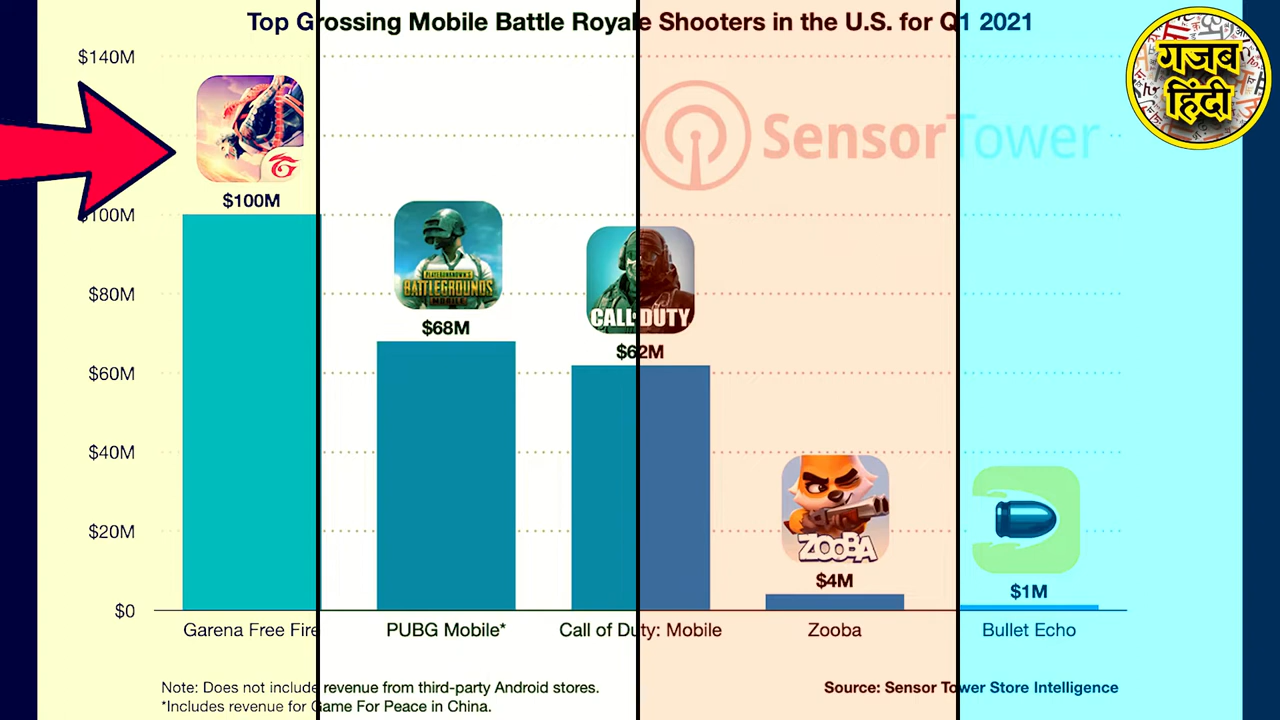 Top Grossing Mobile Battle Royale Shooters in the U.S. for Q1 2021
गजब
हिंदी
$140M
SensorTower
$100M
$100M
PLAYERUNKNOWN'S
BATTLEGROUNDS
MOBILE
$68M
$80M
CALL OF DUTY
$62M
$60M
$40M
$20M
ZOOBA
$4M
$1M
$0
Garena Free Fire
PUBG Mobile*
Call of Duty: Mobile
Zooba
Bullet Echo
Note: Does not include revenue from third-party Android stores.
*Includes revenue for Game For Peace in China.
Source: Sensor Tower Store Intelligence